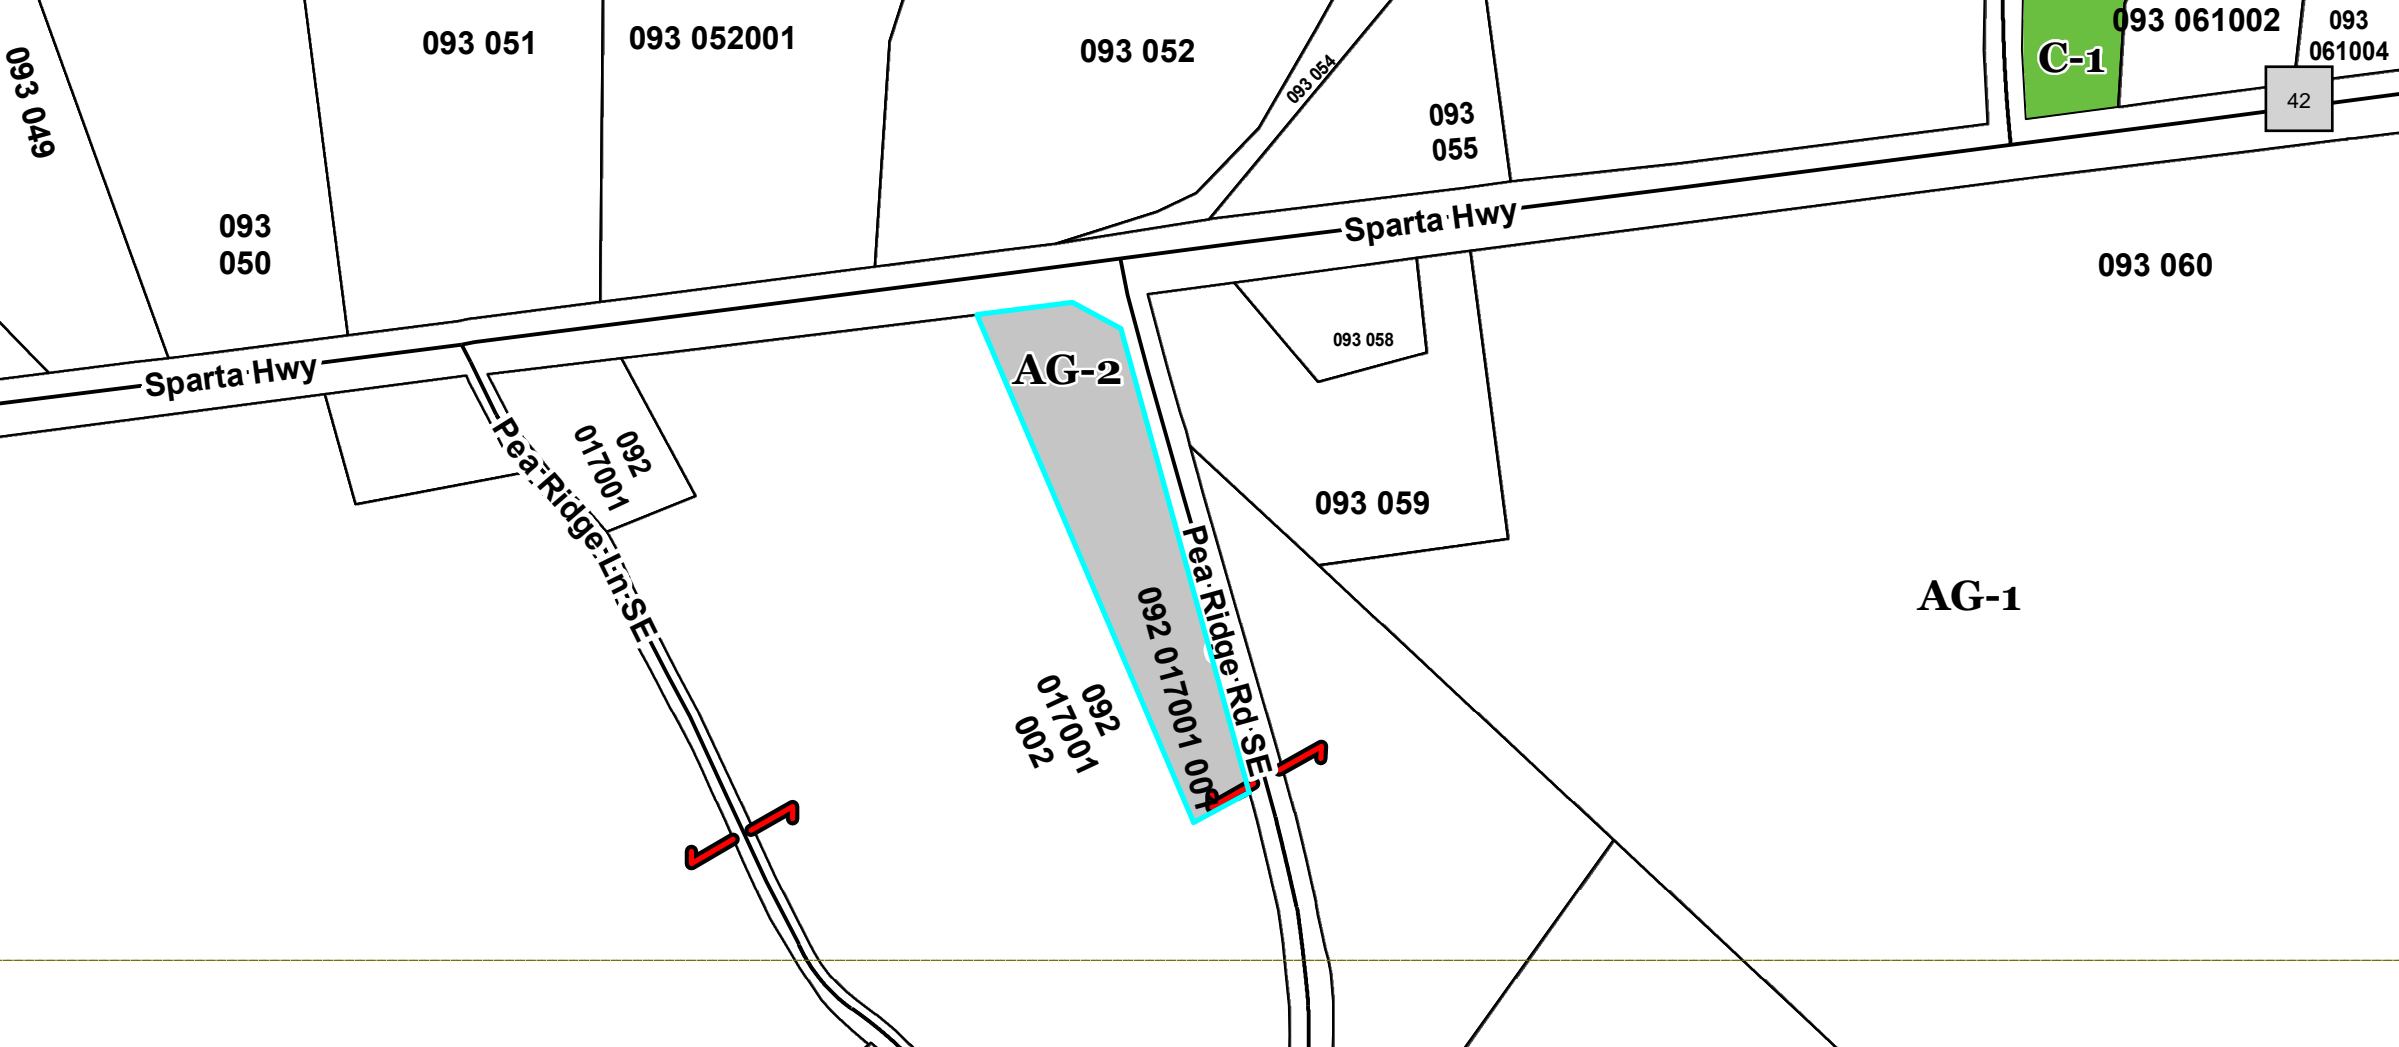 093 049
093 051
093 052001
093 052
093 054
093
055
C-1
093 061002
093
061004
42
093
050
Sparta Hwy
093 060
Sparta Hwy
093 058
AG-2
Pea Ridge Ln SE
092
017001
093 059
Pea Ridge Rd SE
092 017001 001
AG-1
092
017001
002